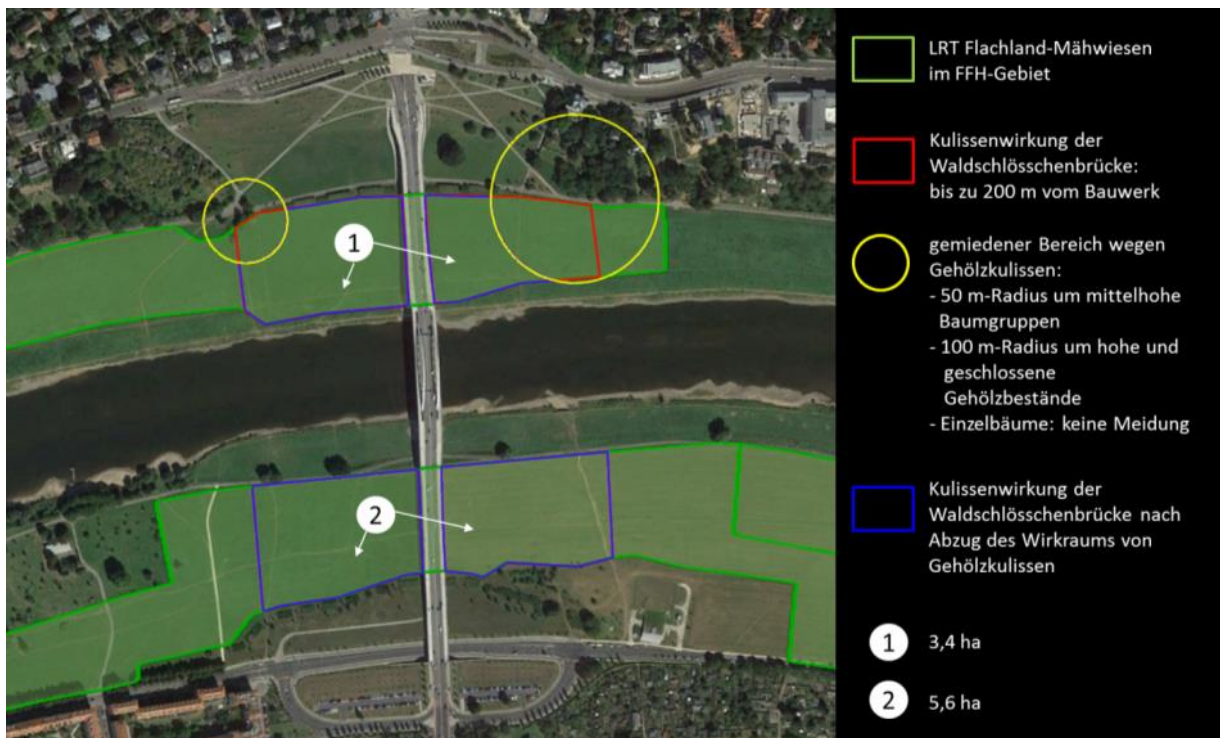 LRT Flachland-Mähwiesen
im FFH-Gebiet
Kulissenwirkung der
Waldschlösschenbrücke:
bis zu 200 m vom Bauwerk
gemiedener Bereich wegen
Gehölzkulissen:
- 50 m-Radius um mittelhohe
Baumgruppen
- 100 m-Radius um hohe und
geschlossene
Gehölzbestände
- Einzelbäume: keine Meidung
Kulissenwirkung der
Waldschlösschenbrücke nach
Abzug des Wirkraums von
Gehölzkulissen
1 3,4 ha
2 5,6 ha
1
2